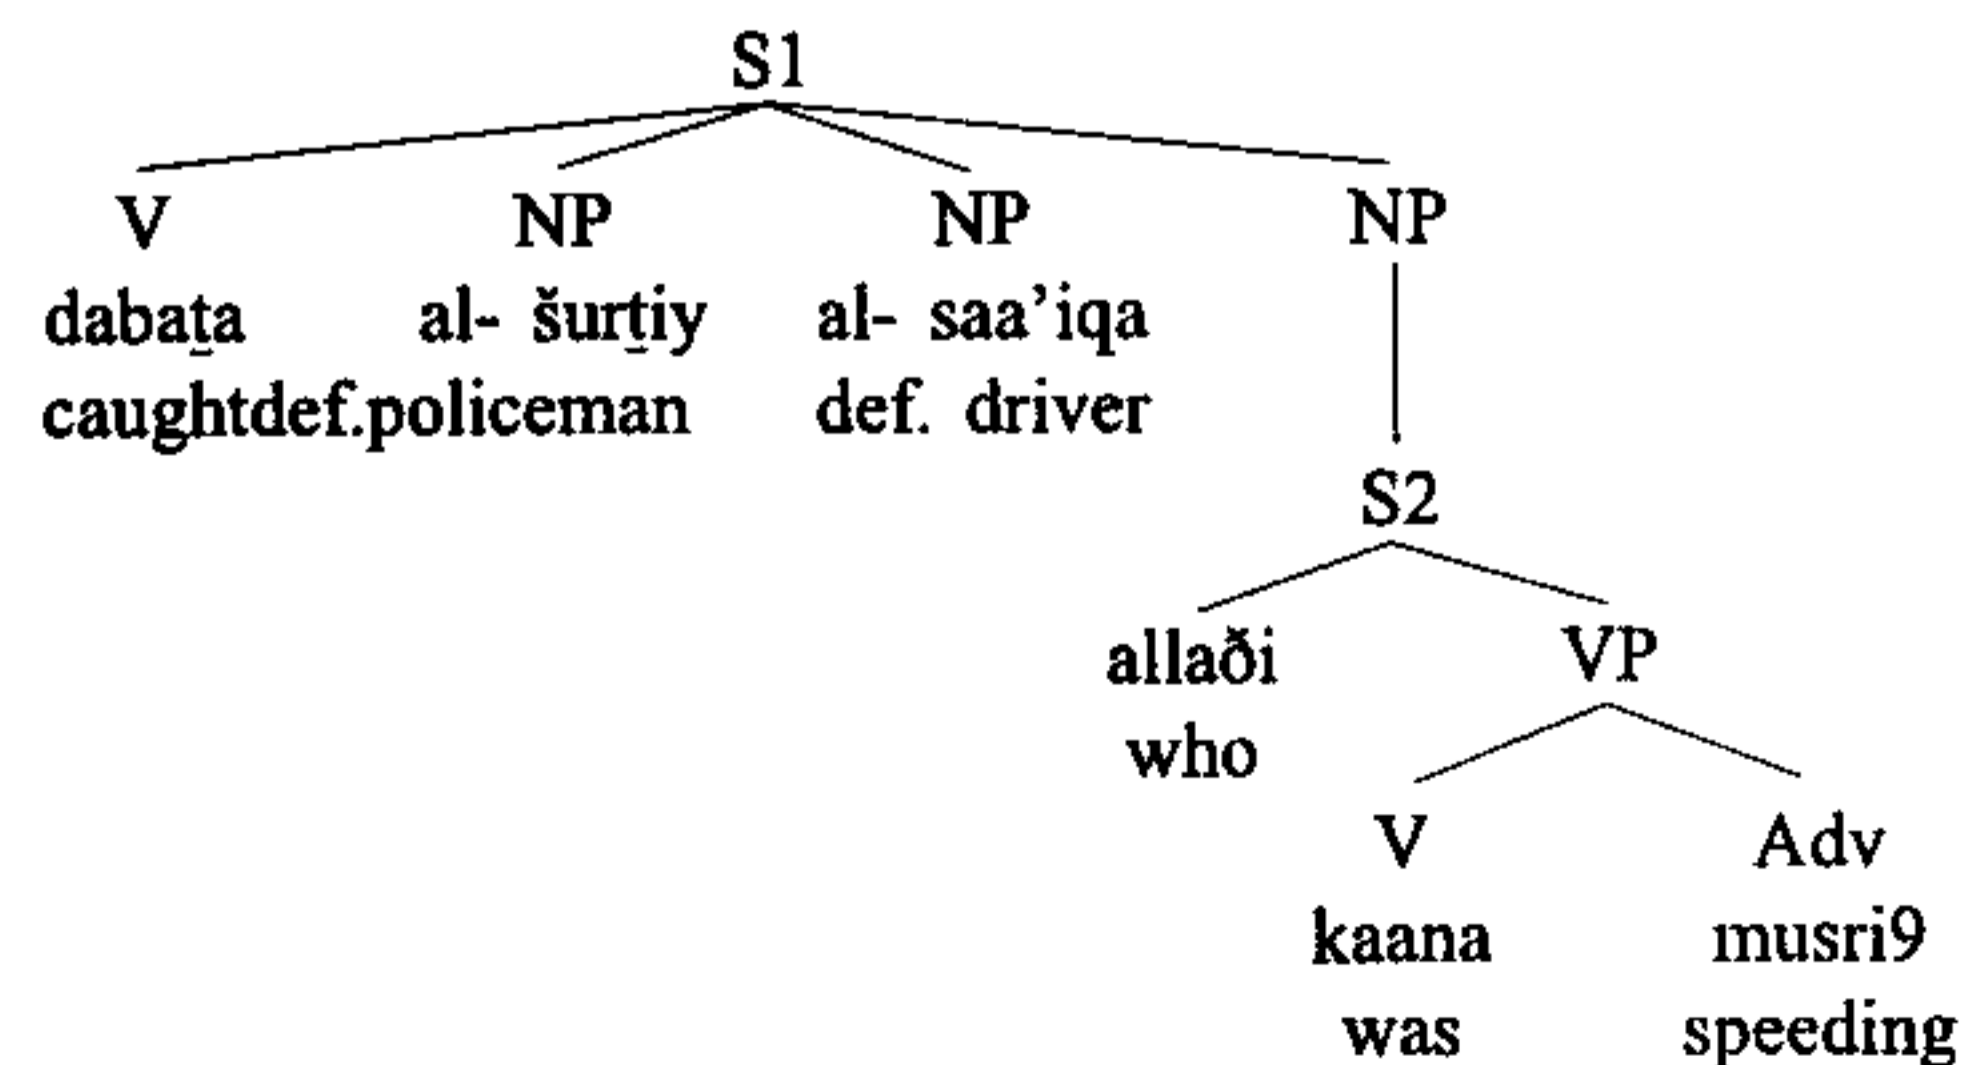 S1
V NP NP NP
dabaṯa al- šurṯiy al- saa’iqa
caughtdef.policeman def. driver
S2
allaði VP
who
V Adv
kaana musri9
was speeding